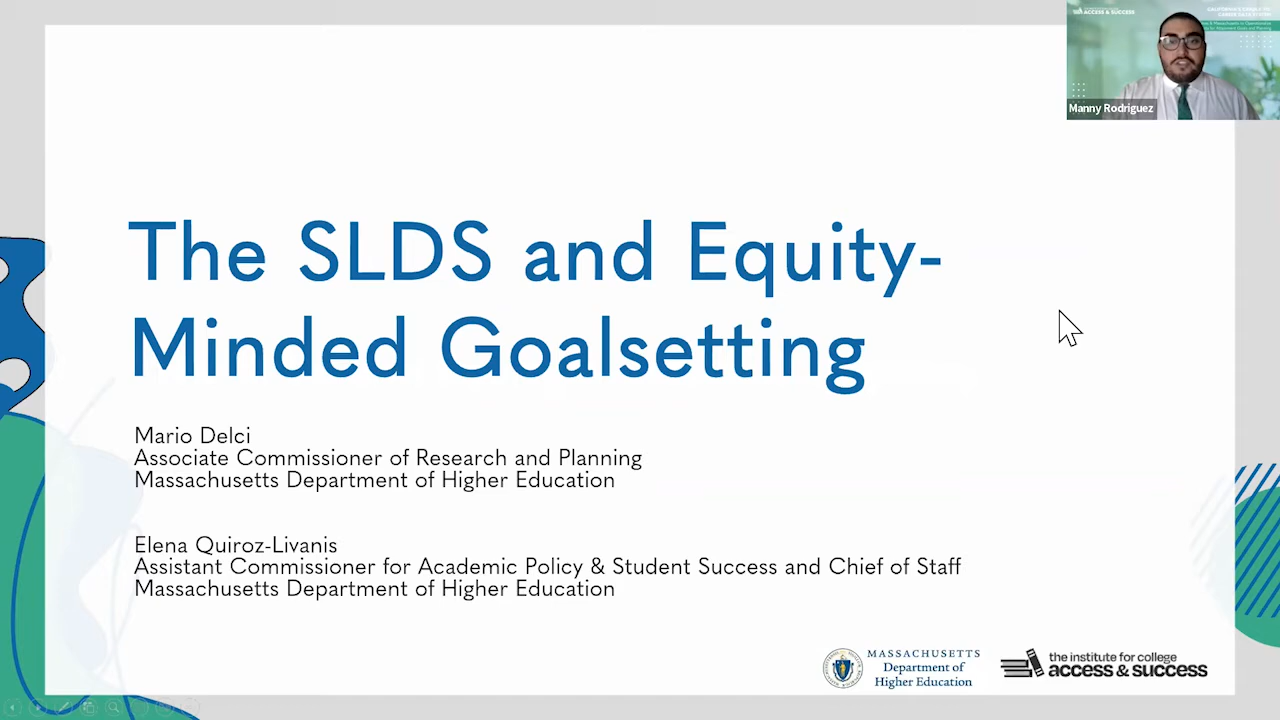 ACCESS & SUCCESS
Manny Rodriguez
The SLDS and Equity-
Minded Goalsetting
Mario Delci
Associate Commissioner of Research and Planning
Massachusetts Department of Higher Education
Elena Quiroz-Livanis
Assistant Commissioner for Academic Policy & Student Success and Chief of Staff
Massachusetts Department of Higher Education
MASSACHUSETTS
Department of
Higher Education
the institute for college
access & success